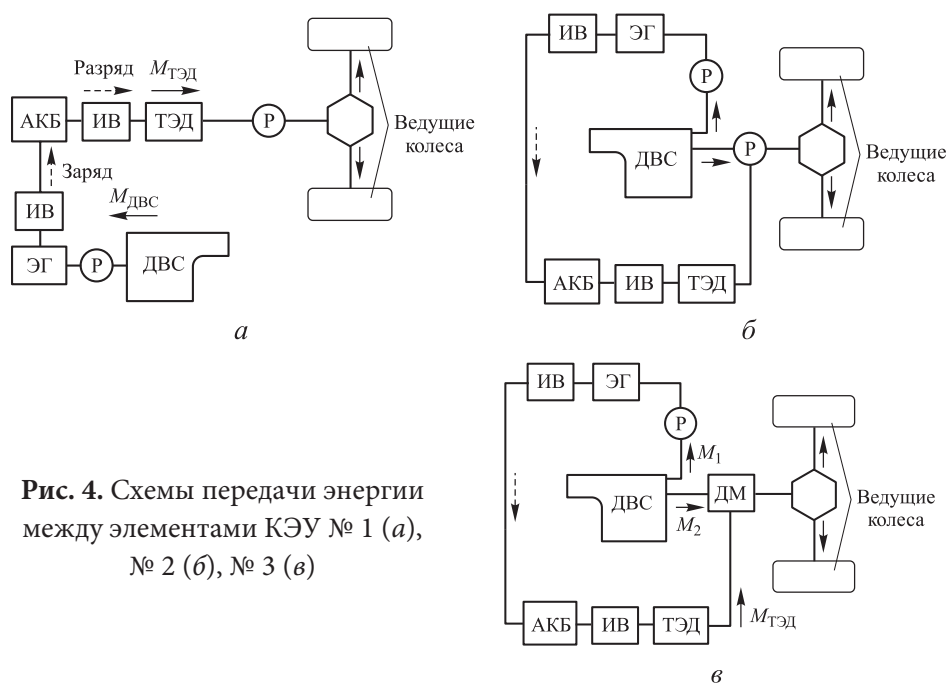 Разряд M_ТЭД
АКБ ИВ ТЭД Р
Ведущие
колеса
Заряд
M_ДВС
ИВ
ЭГ Р ДВС
а
ИВ ЭГ
Р
ДВС Р
Ведущие
колеса
АКБ ИВ ТЭД
б
ИВ ЭГ
Р
M_1
ДВС ДМ
M_2
Ведущие
колеса
АКБ ИВ ТЭД M_ТЭД
в
Рис. 4. Схемы передачи энергии
между элементами КЭУ № 1 (а),
№ 2 (б), № 3 (в)